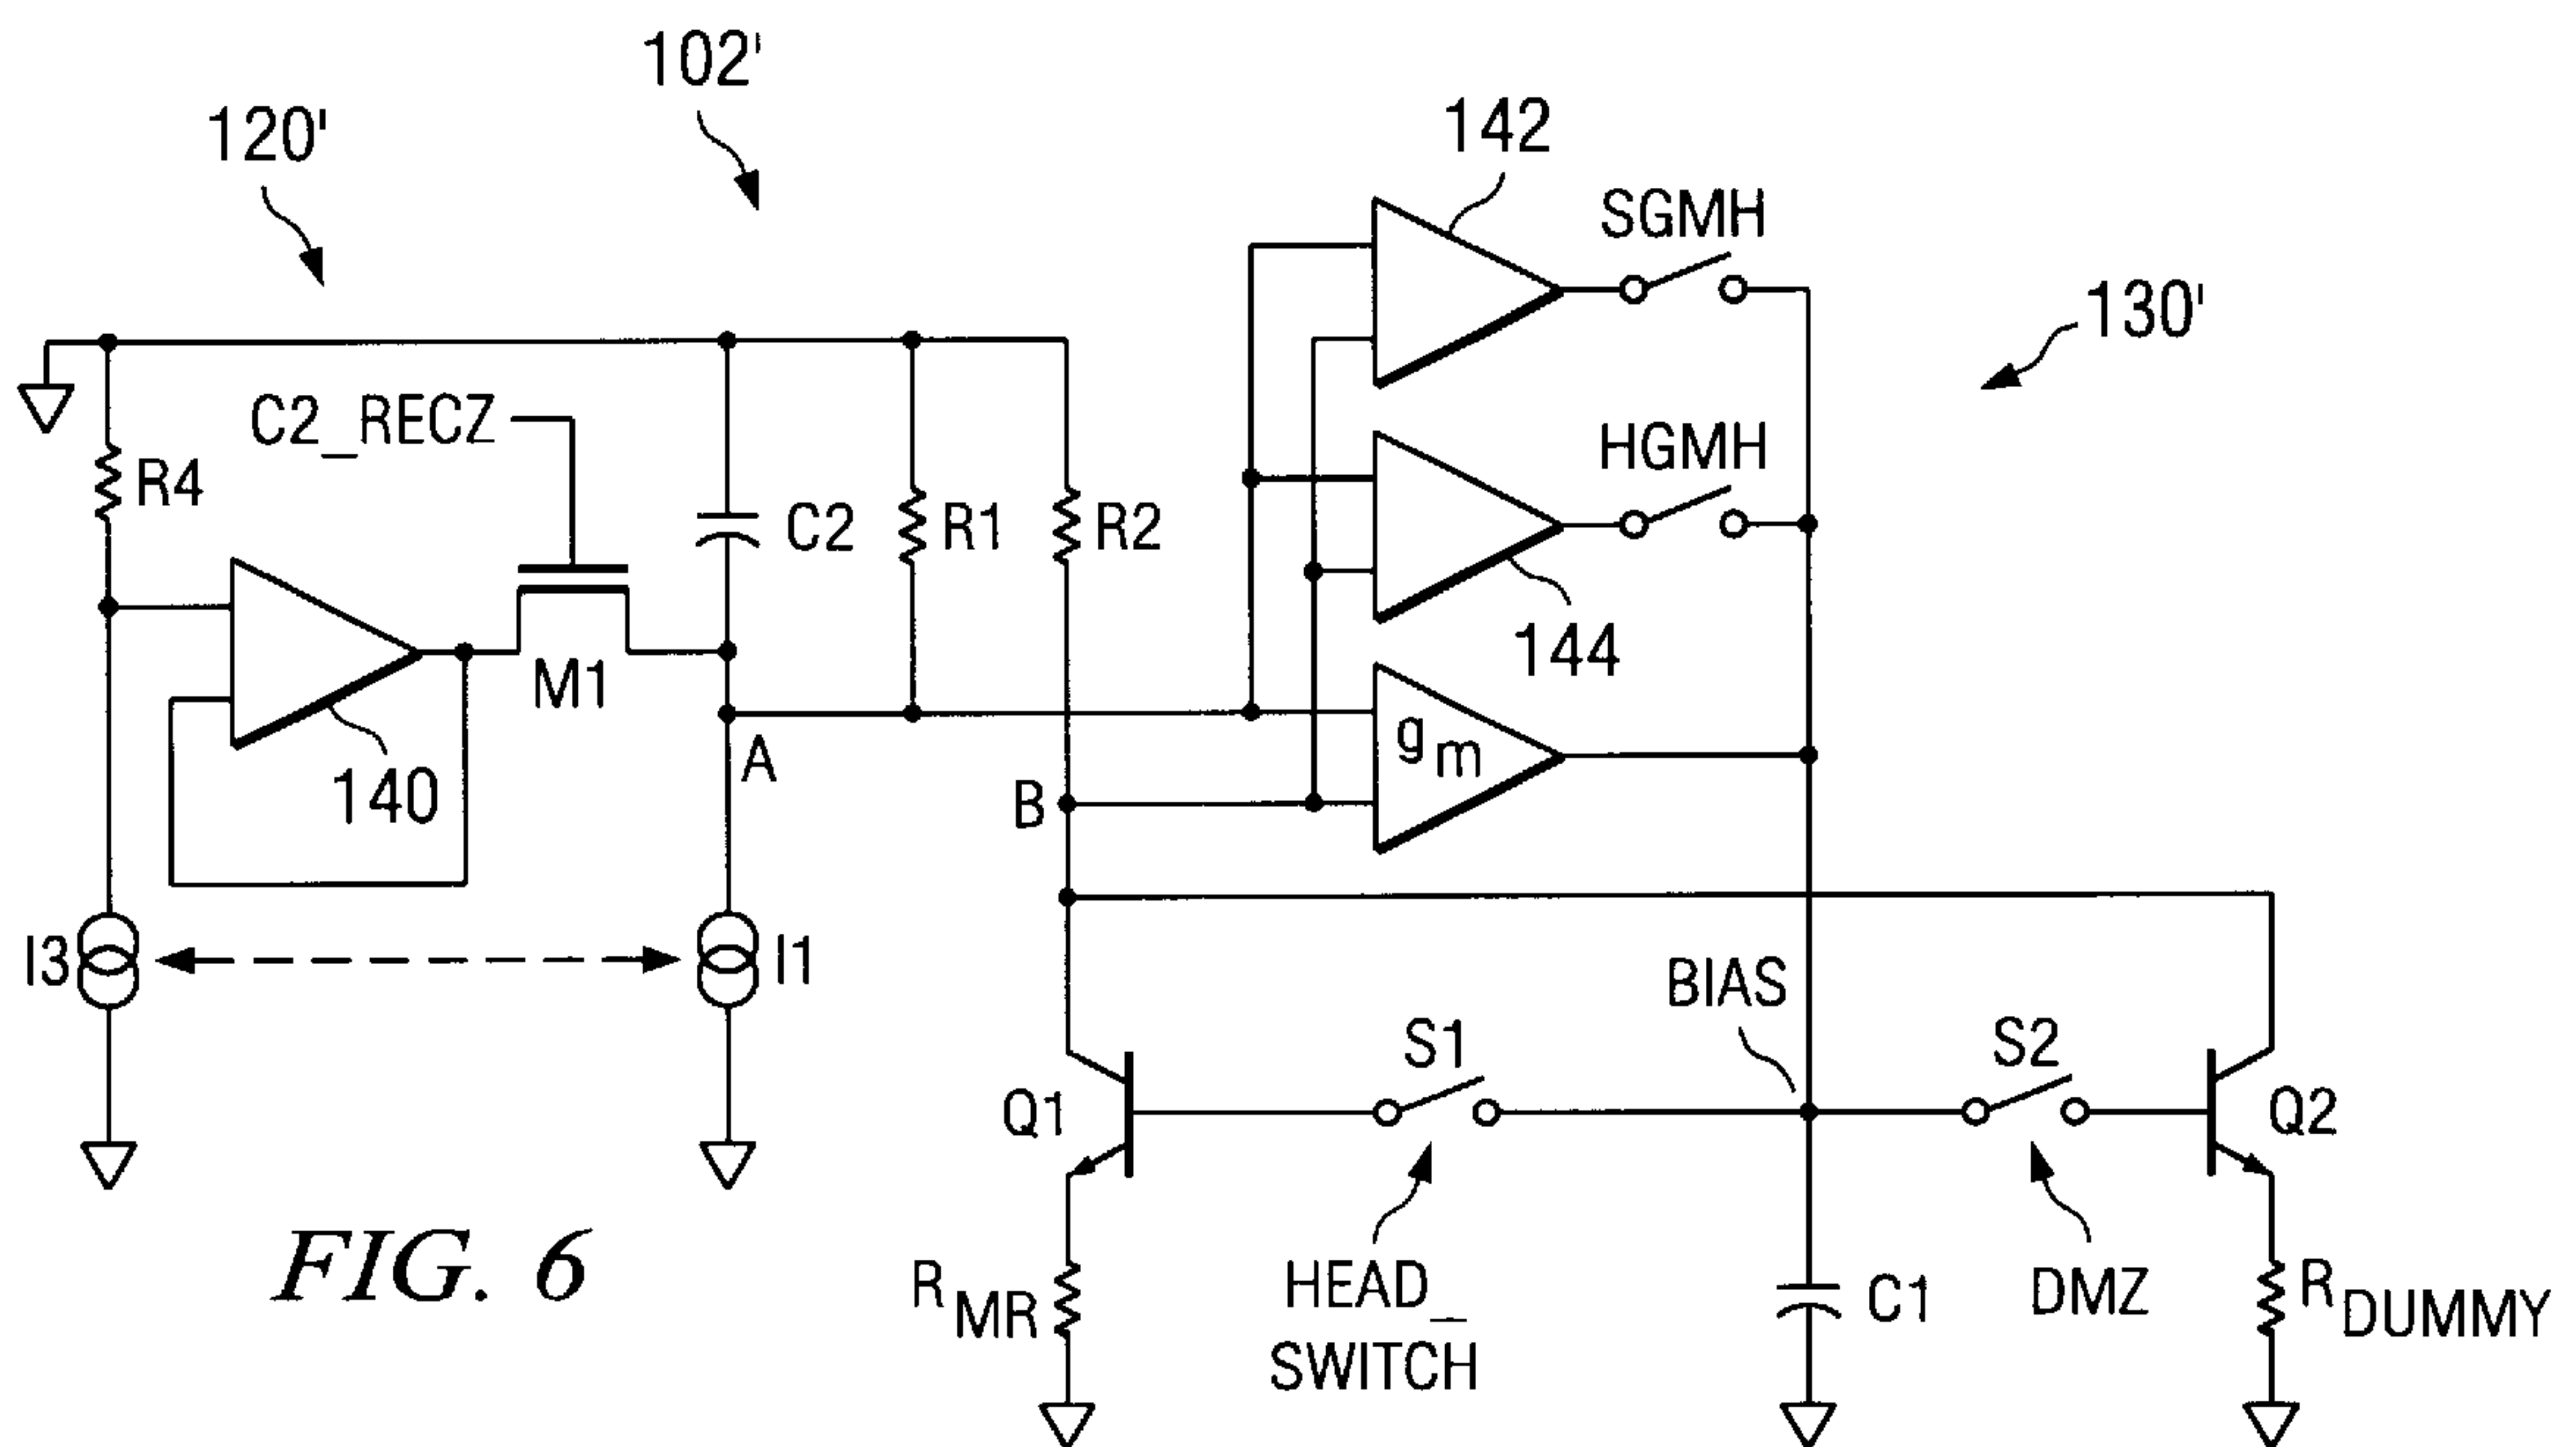 102'
120'
142
SGMH
130'
C2_RECZ
HGMH
R4
C2
R1
R2
M1
144
gm
A
140
B
I3
I1
BIAS
S1
S2
Q1
Q2
FIG. 6
RMR
HEAD_
SWITCH
C1
DMZ
RDUMMY